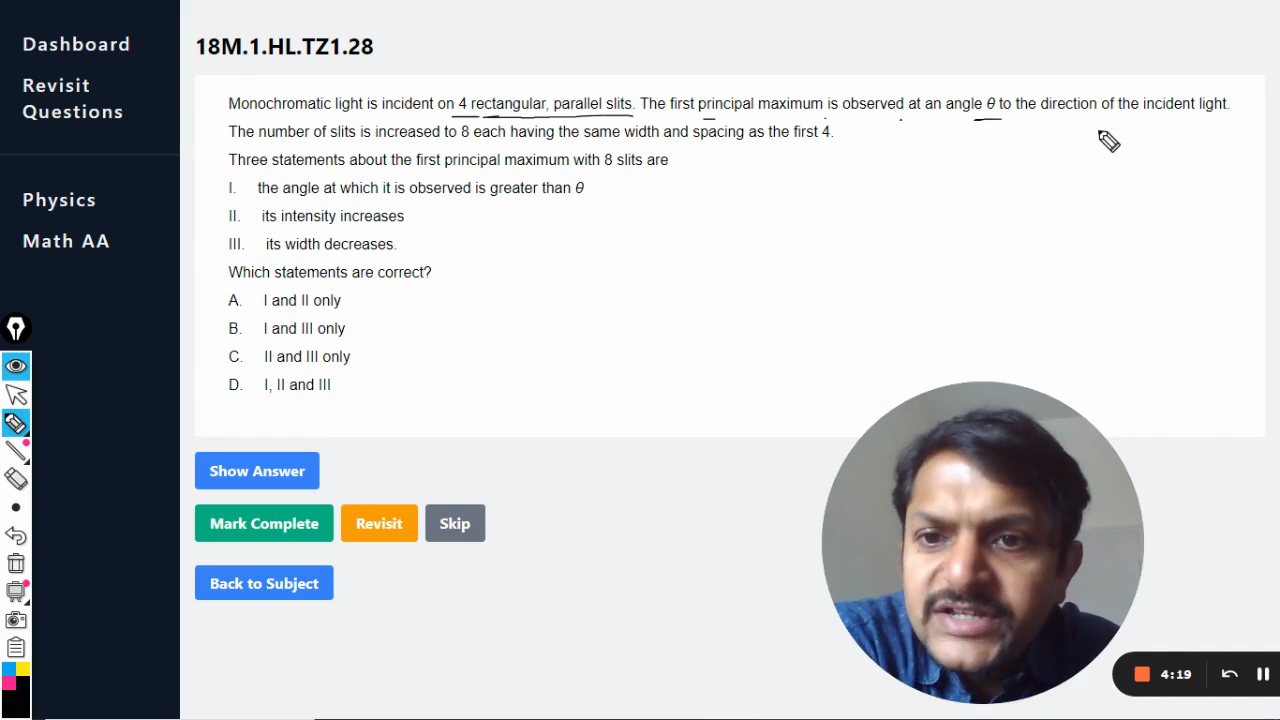 Dashboard
Revisit
Questions
Physics
Math AA
18M.1.HL.TZ1.28
Monochromatic light is incident on 4 rectangular, parallel slits. The first principal maximum is observed at an angle θ to the direction of the incident light.
The number of slits is increased to 8 each having the same width and spacing as the first 4.
Three statements about the first principal maximum with 8 slits are
I. the angle at which it is observed is greater than θ
II. its intensity increases
III. its width decreases.
Which statements are correct?
A. I and II only
B. I and III only
C. II and III only
D. I, II and III
Show Answer
Mark Complete Revisit Skip
Back to Subject
4:19